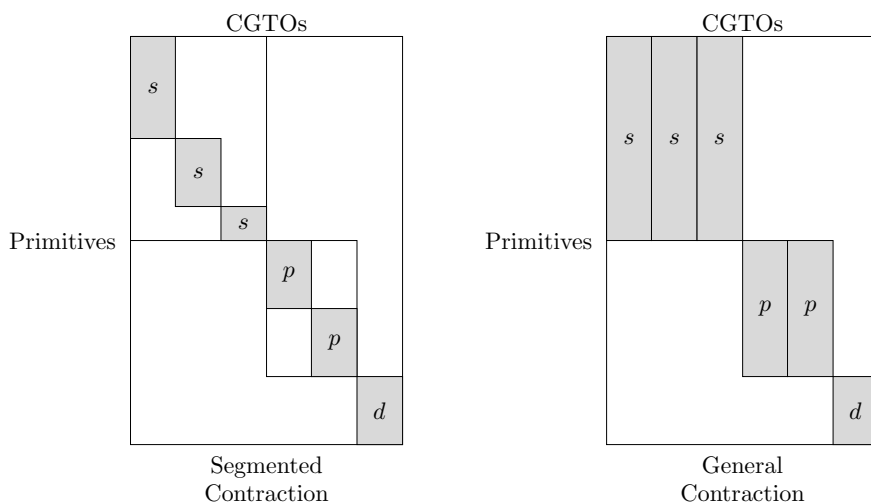 CGTOs
s
s
s
Primitives
p
p
d
Segmented
Contraction
CGTOs
s s s
Primitives
p p
d
General
Contraction